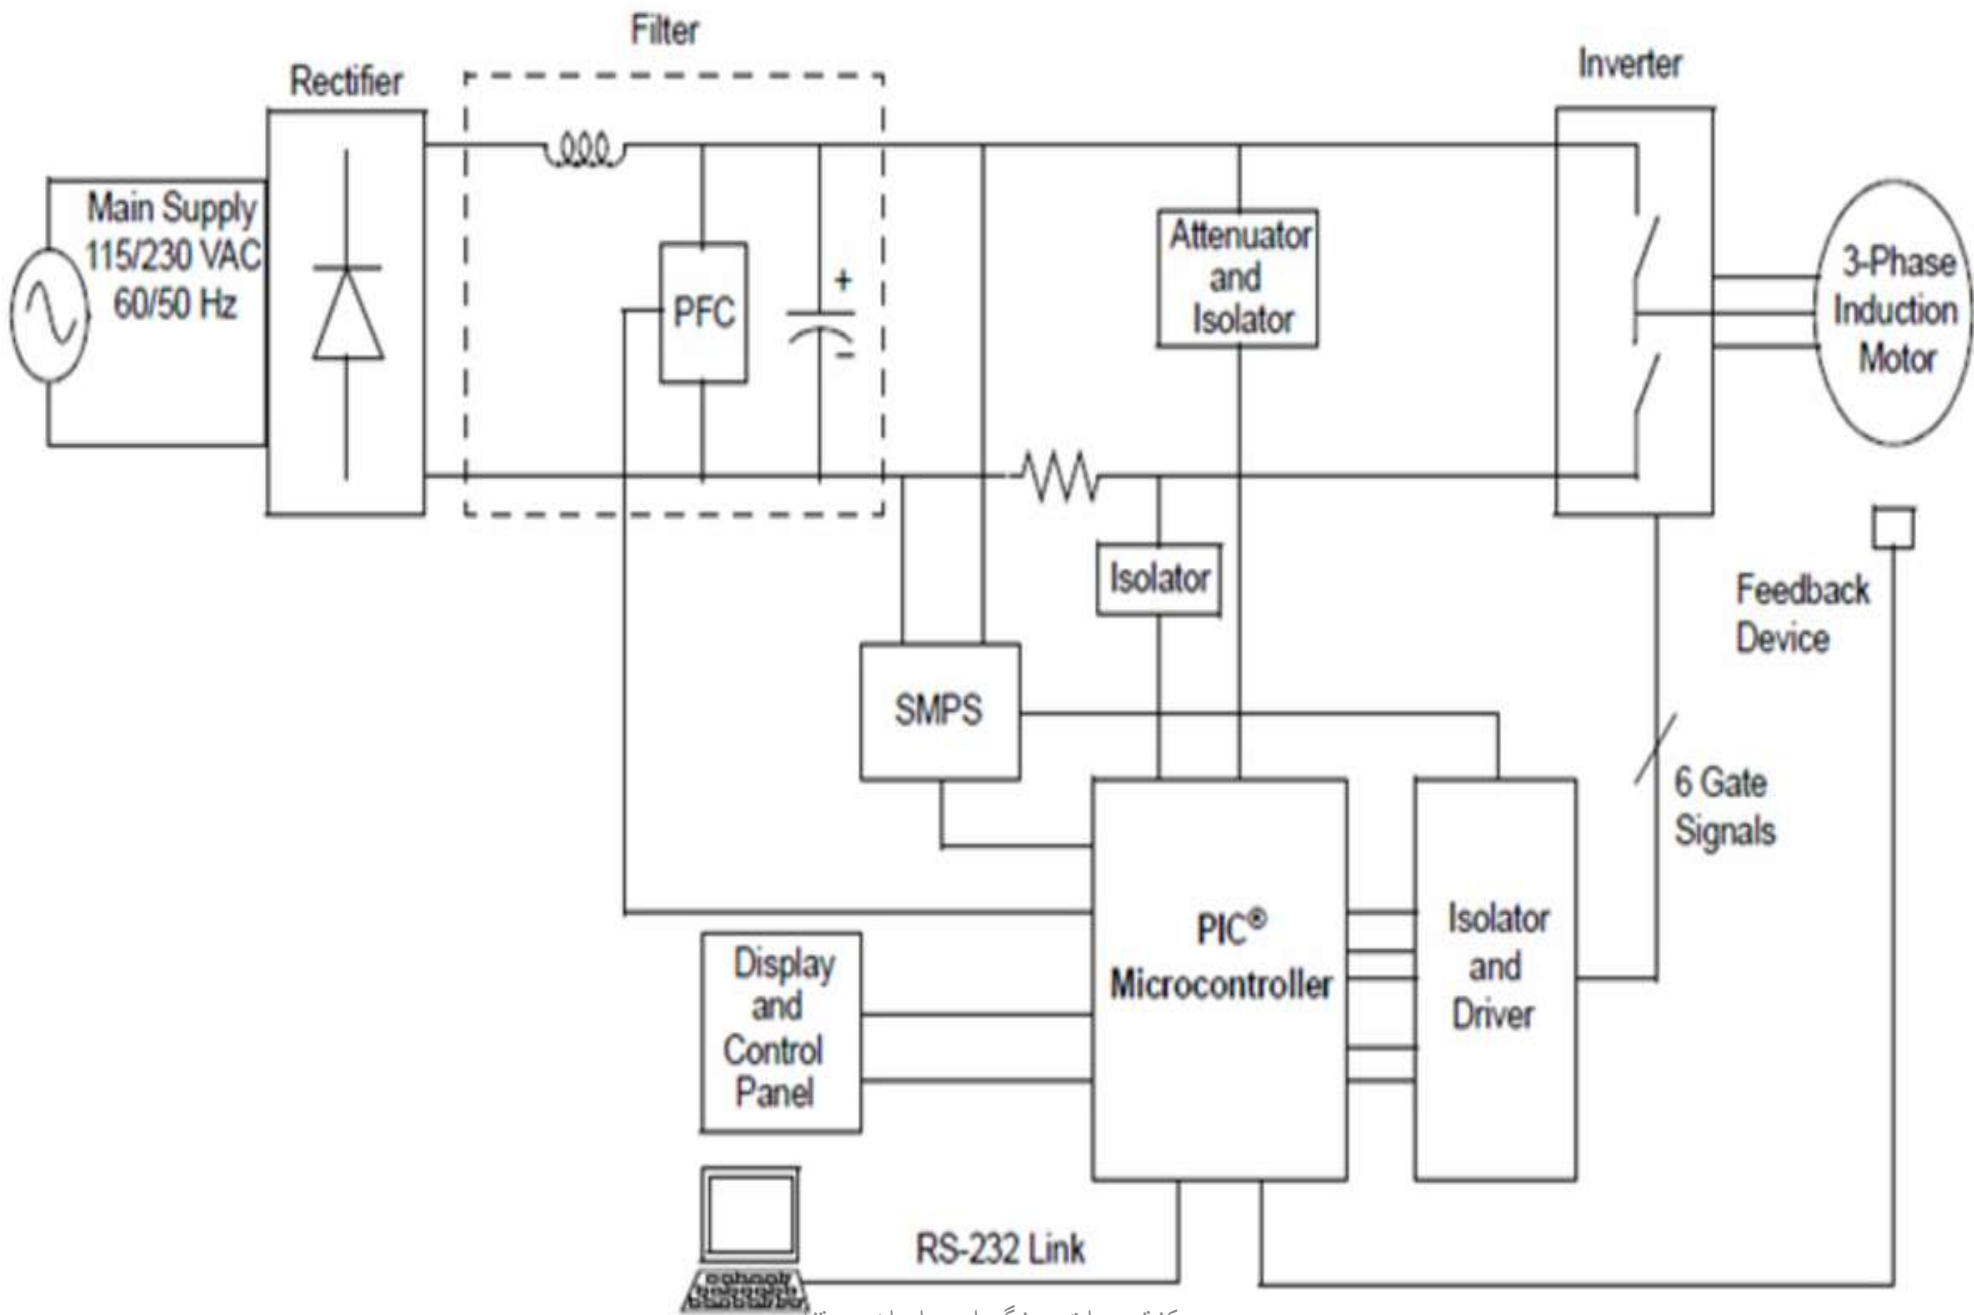 Filter
Rectifier
Inverter
Main Supply
115/230 VAC
60/50 Hz
PFC
+
-
Attenuator
and
Isolator
3-Phase
Induction
Motor
Isolator
Feedback
Device
SMPS
6 Gate
Signals
PIC®
Microcontroller
Isolator
and
Driver
Display
and
Control
Panel
RS-232 Link